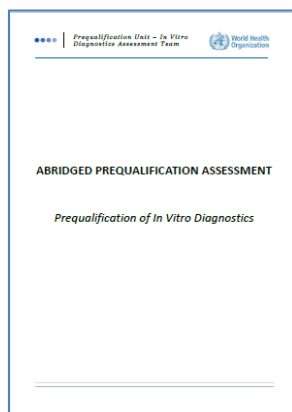 Prequalification Unit – In Vitro
Diagnostics Assessment Team
World Health
Organization
ABRIDGED PREQUALIFICATION ASSESSMENT
Prequalification of In Vitro Diagnostics